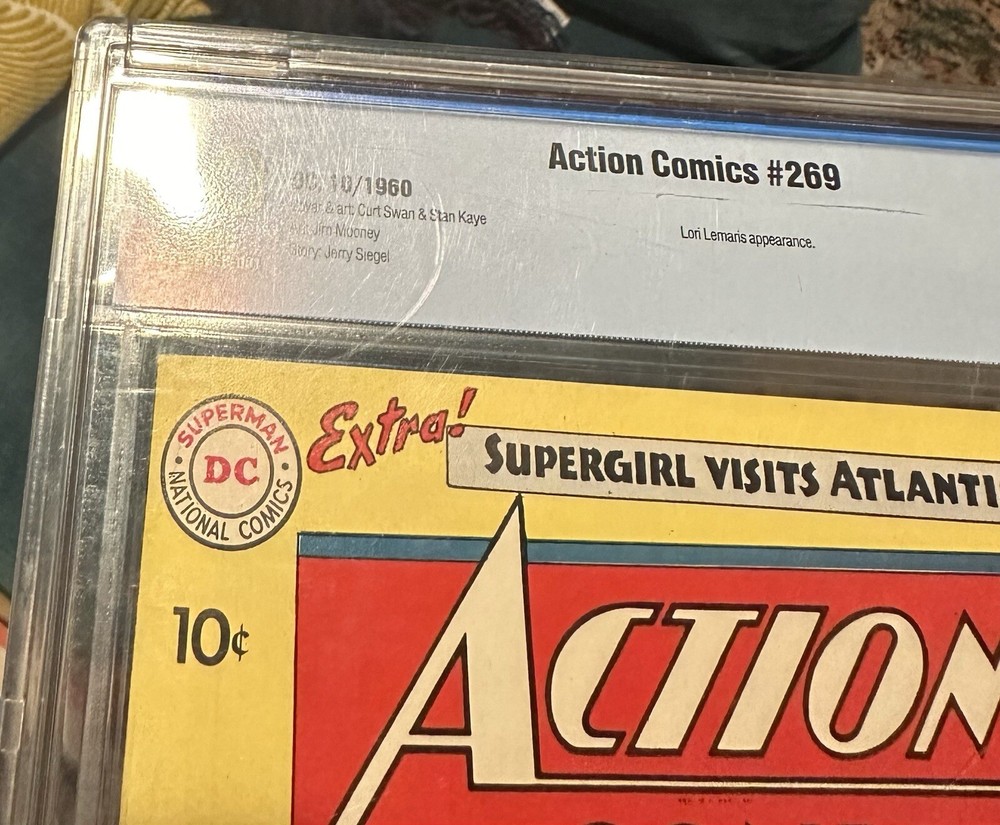 Action Comics #269
10/1960
& art: Curt Swan & Stan Kaye
Jim Mooney
Story: Jerry Siegel
Lori Lemaris appearance.
SUPERMAN
DC
NATIONAL COMICS
Extra!
SUPERGIRL VISITS ATLANTI
10¢
ACTION